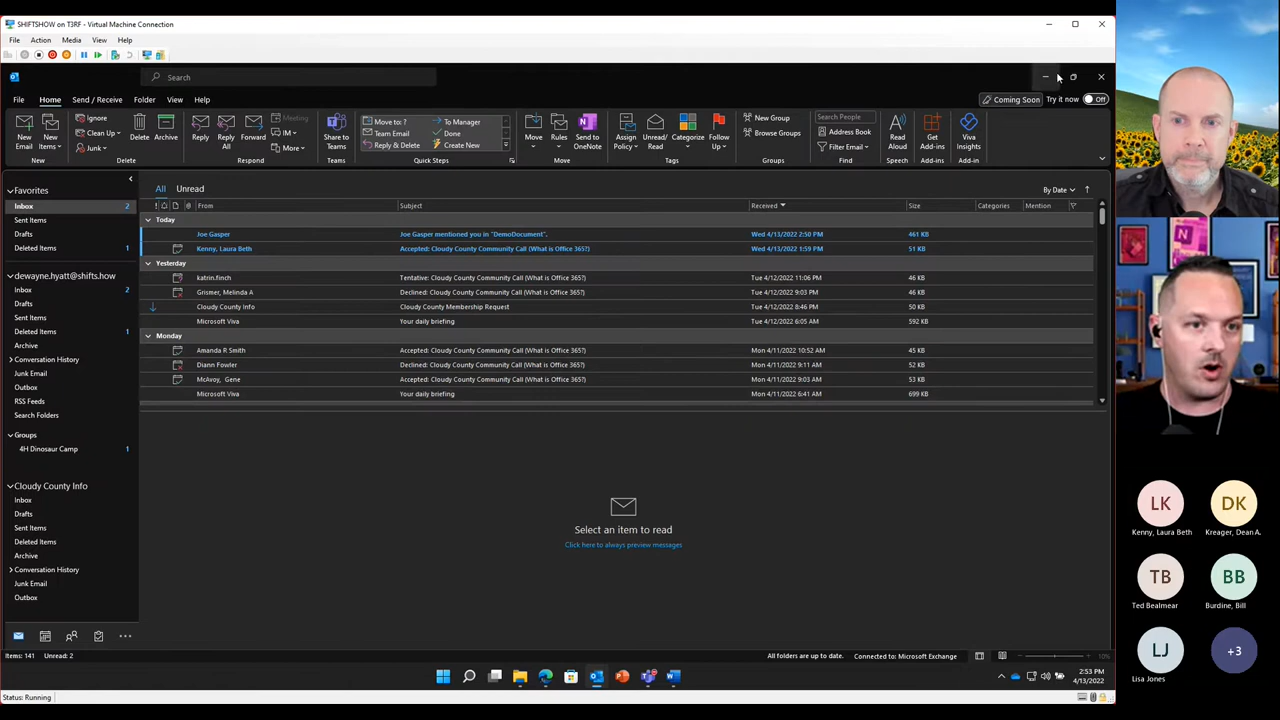 SHIFTSHOW on T3RF - Virtual Machine Connection
File Action Media View Help
Search
File Home Send / Receive Folder View Help
Coming Soon Try it now Off
New Email
New Items
Ignore
Clean Up
Junk
Delete
Archive
Reply
Reply All
Forward
Meeting
IM
More
Share to Teams
Move to: ?
Team Email
Reply & Delete
To Manager
Done
Create New
Move
Rules
Send to OneNote
Assign Policy
Unread/ Read
Categorize
Follow Up
New Group
Browse Groups
Search People
Address Book
Filter Email
Read Aloud
Get Add-ins
Viva Insights
New Delete Respond Teams Quick Steps Move Tags Groups Find Speech Add-ins Add-in
Favorites
Inbox 2
Sent Items
Drafts
Deleted Items 1
dewayne.hyatt@shifts.how
Inbox 2
Drafts
Sent Items
Deleted Items 1
Archive
Conversation History
Junk Email
Outbox
RSS Feeds
Search Folders
Groups
4H Dinosaur Camp 1
Cloudy County Info
Inbox
Drafts
Sent Items
Deleted Items
Archive
Conversation History
Junk Email
Outbox
All Unread
By Date
From Subject Received Size Categories Mention
Today
Joe Gasper Joe Gasper mentioned you in "DemoDocument". Wed 4/13/2022 2:50 PM 461 KB
Kenny, Laura Beth Accepted: Cloudy County Community Call (What is Office 365?) Wed 4/13/2022 1:59 PM 51 KB
Yesterday
katrin.finch Tentative: Cloudy County Community Call (What is Office 365?) Tue 4/12/2022 11:06 PM 46 KB
Grismer, Melinda A Declined: Cloudy County Community Call (What is Office 365?) Tue 4/12/2022 9:03 PM 46 KB
Cloudy County Info Cloudy County Membership Request Tue 4/12/2022 8:46 PM 50 KB
Microsoft Viva Your daily briefing Tue 4/12/2022 6:05 AM 592 KB
Monday
Amanda R Smith Accepted: Cloudy County Community Call (What is Office 365?) Mon 4/11/2022 10:52 AM 45 KB
Diann Fowler Declined: Cloudy County Community Call (What is Office 365?) Mon 4/11/2022 9:11 AM 52 KB
McAvoy, Gene Accepted: Cloudy County Community Call (What is Office 365?) Mon 4/11/2022 9:03 AM 53 KB
Microsoft Viva Your daily briefing Mon 4/11/2022 6:41 AM 699 KB
Select an item to read
Click here to always preview messages
Items: 141 Unread: 2
All folders are up to date. Connected to: Microsoft Exchange 10%
2:53 PM
4/13/2022
Status: Running
LK
Kenny, Laura Beth
DK
Kreager, Dean A.
TB
Ted Bealmear
BB
Burdine, Bill
LJ
Lisa Jones
+3